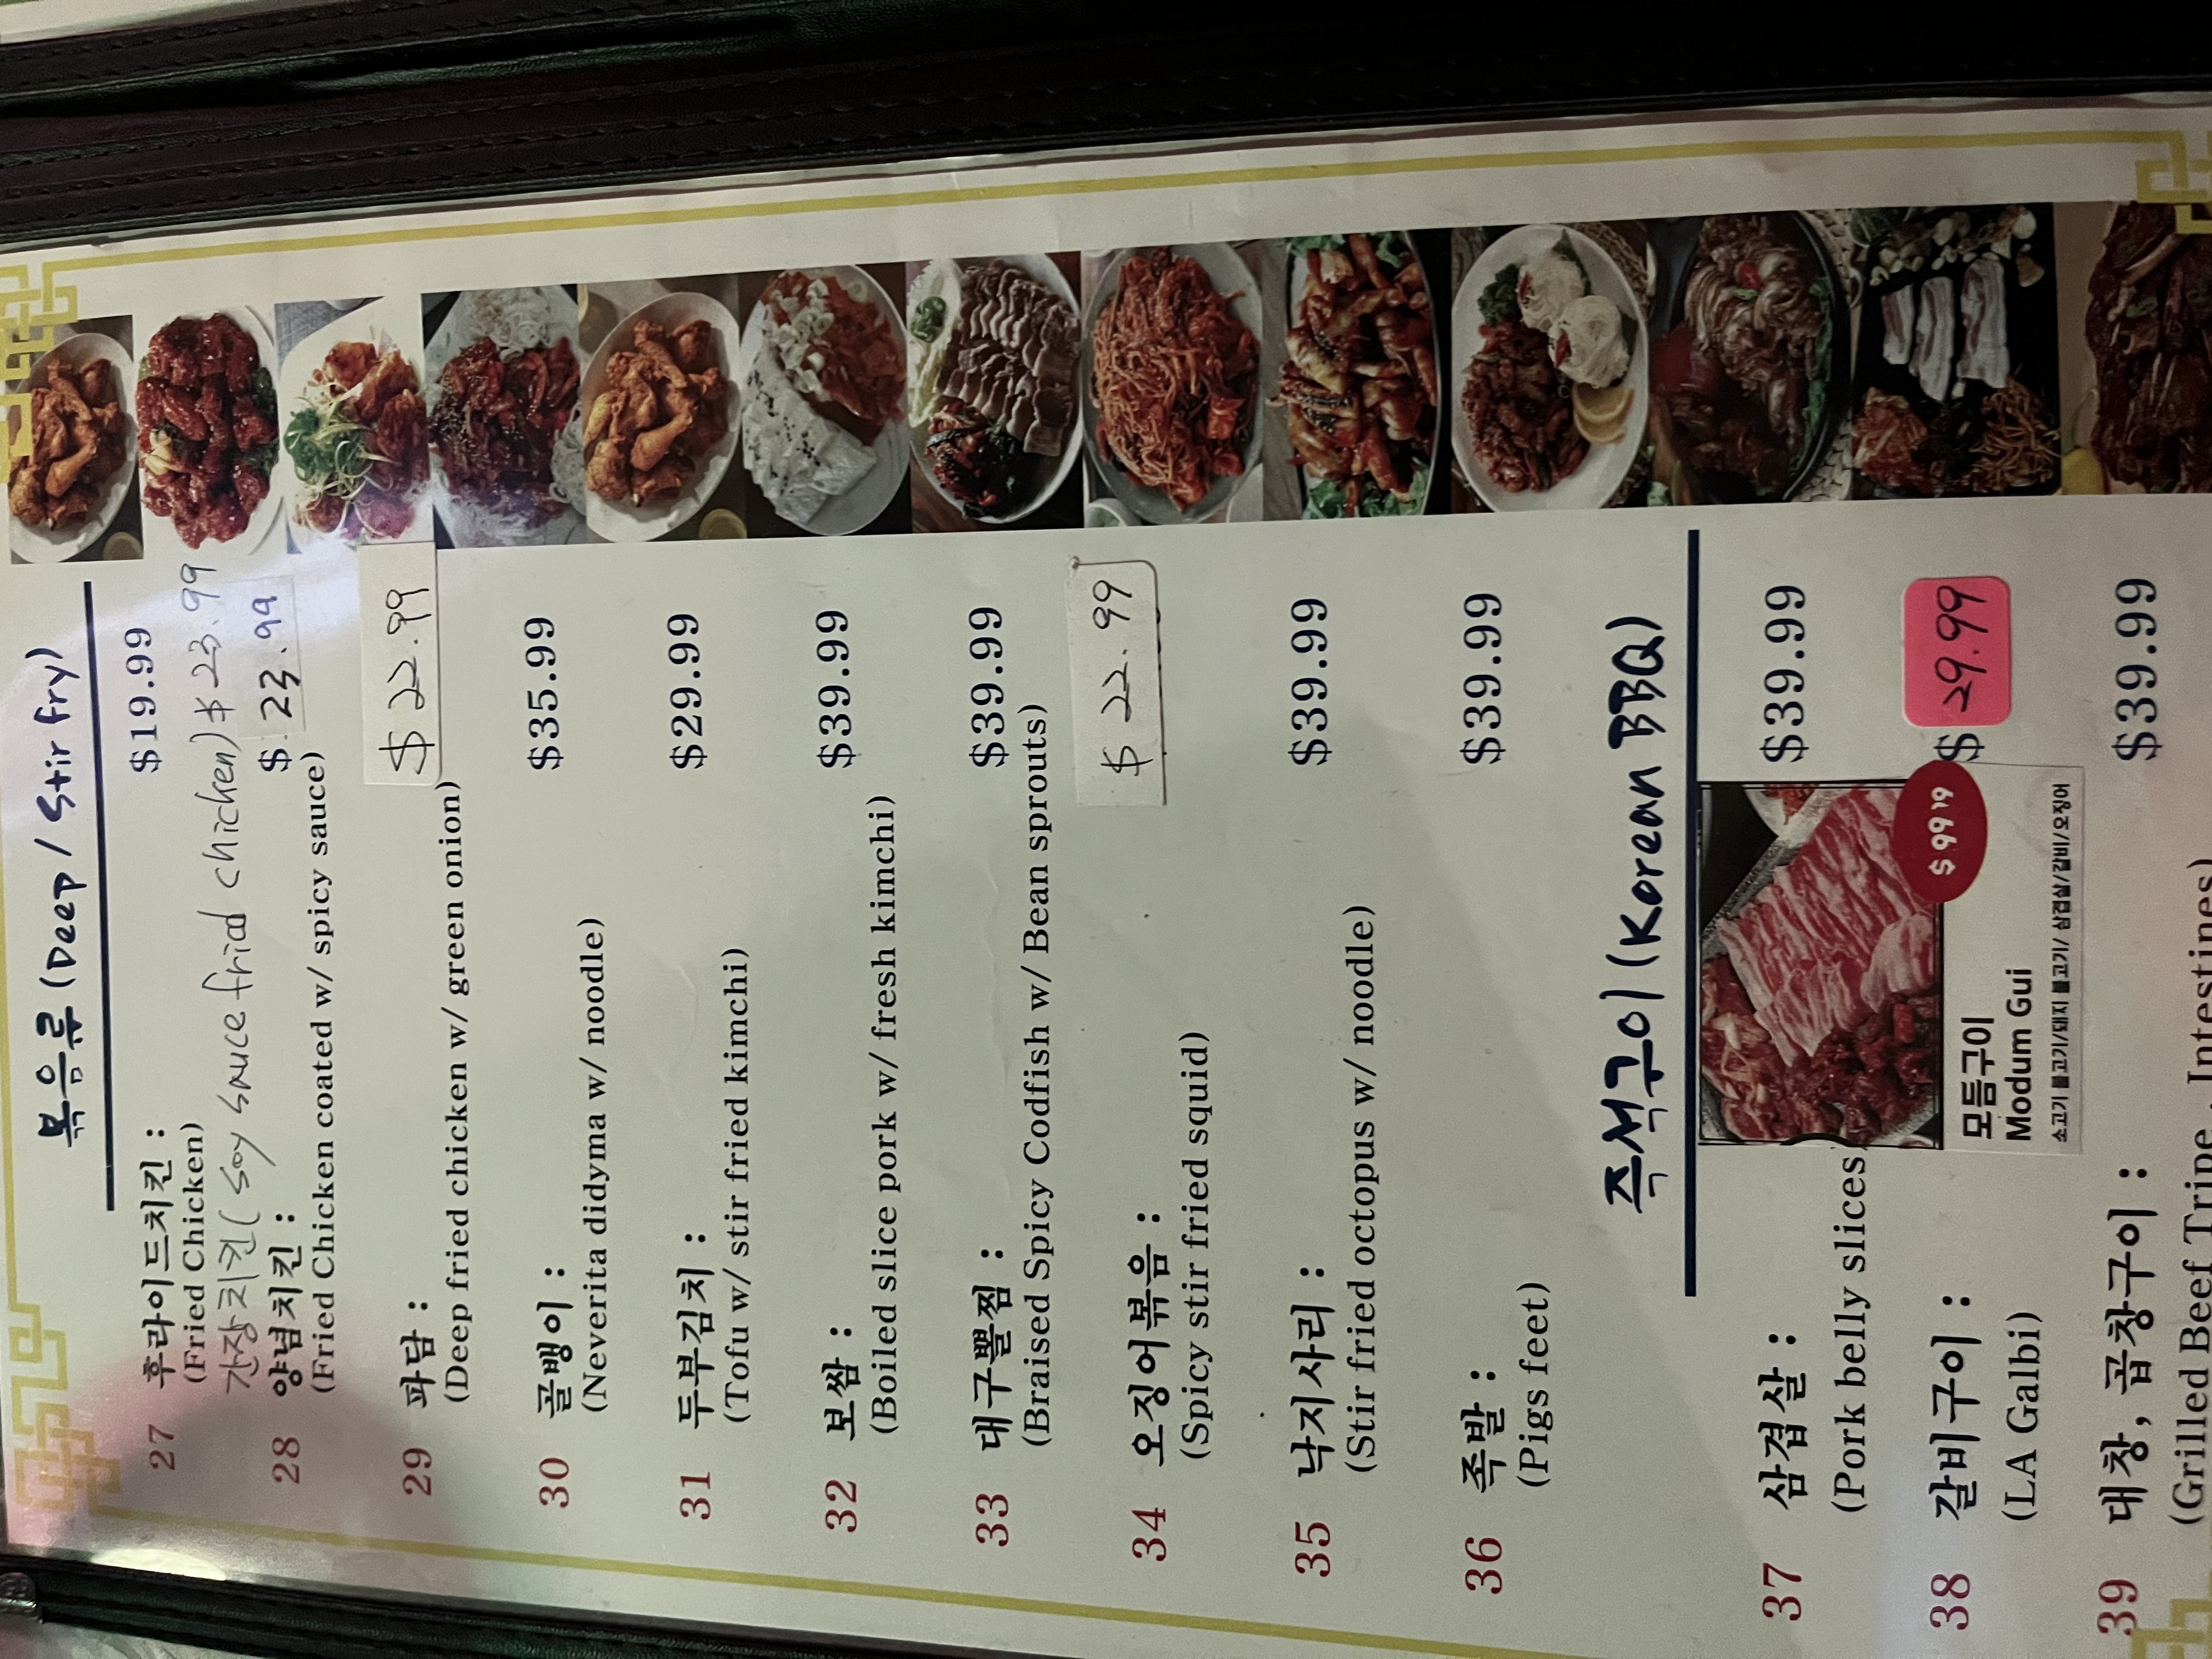 볶음류 (Deep / Stir fry)
27 후라이드치킨 : $19.99
(Fried Chicken)
간장치킨 ( Soy Sauce fried chicken) $23.99
28 양념치킨 : $ 23.99
(Fried Chicken coated w/ spicy sauce)
29 파담 : $22.99
(Deep fried chicken w/ green onion)
30 골뱅이 : $35.99
(Neverita didyma w/ noodle)
31 두부김치 : $29.99
(Tofu w/ stir fried kimchi)
32 보쌈 : $39.99
(Boiled slice pork w/ fresh kimchi)
33 대구뽈찜 : $39.99
(Braised Spicy Codfish w/ Bean sprouts)
34 오징어볶음 : $22.99
(Spicy stir fried squid)
35 낙지사리 : $39.99
(Stir fried octopus w/ noodle)
36 족발 : $39.99
(Pigs feet)
즉석구이 (Korean BBQ)
37 삼겹살 : $39.99
(Pork belly slices)
38 갈비구이 : $ 29.99
(LA Galbi)
$99
모듬구이
Modum Gui
소고기 불고기/돼지 불고기/ 삼겹살/갈비/오징어
39 대창, 곱창구이 : $39.99
(Grilled Beef Tripe , Intestines)